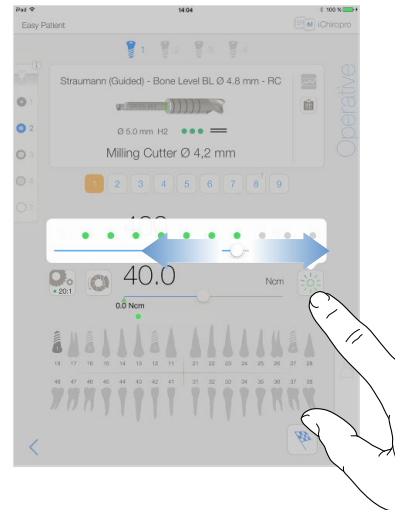 iPad 14:04 100 %
Easy Patient iChiropro
1 2 3 4
Operative
Straumann (Guided) - Bone Level BL Ø 4.8 mm - RC
Ø 5.0 mm H2
Milling Cutter Ø 4,2 mm
1
2
3
4
5
1 2 3 4 5 6 7 8 9
40.0 Ncm
20:1
0.0 Ncm
18 17 16 15 14 13 12 11 21 22 23 24 25 26 27 28
48 47 46 45 44 43 42 41 31 32 33 34 35 36 37 38